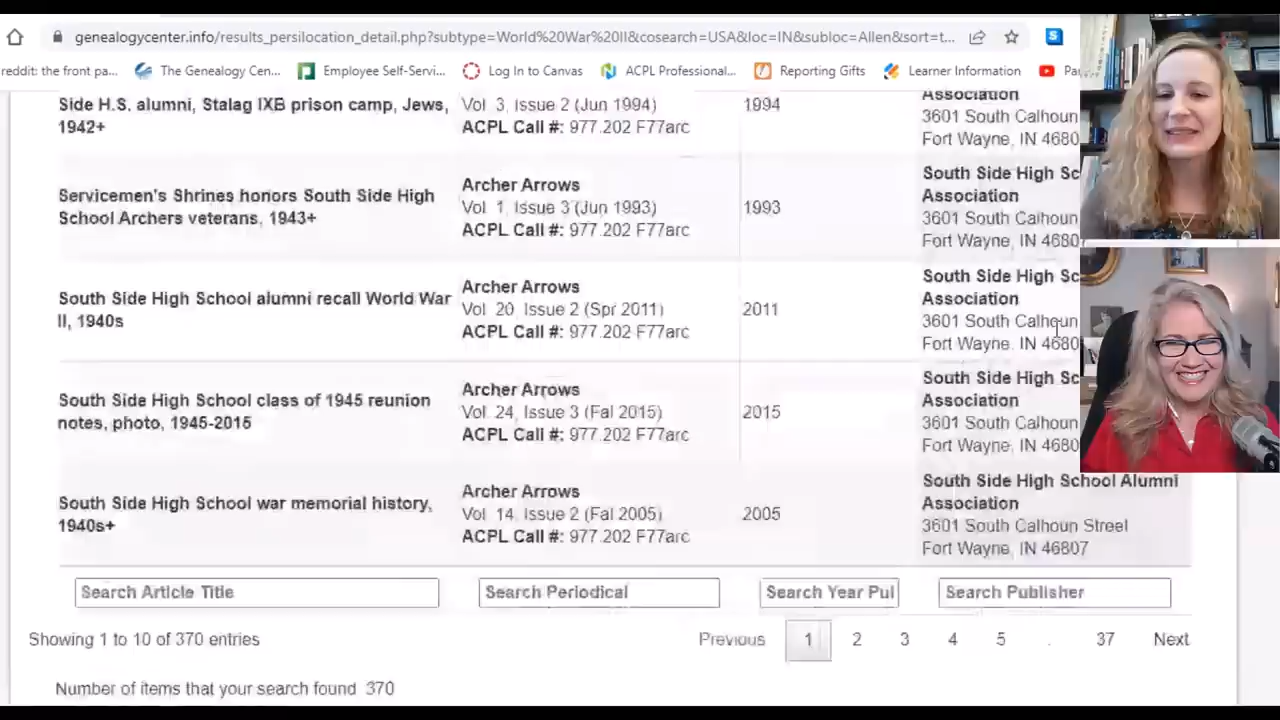 genealogycenter.info/results_persilocation_detail.php?subtype=World%20War%20II&cosearch=USA&loc=IN&subloc=Allen&sort=t...
reddit: the front pa...
The Genealogy Cen...
Employee Self-Servi...
Log In to Canvas
ACPL Professional...
Reporting Gifts
Learner Information
Side H.S. alumni, Stalag IXB prison camp, Jews,
1942+
Vol 3, Issue 2 (Jun 1994)
ACPL Call #: 977.202 F77arc
1994
Association
3601 South Calhoun
Fort Wayne, IN 4680
Servicemen's Shrines honors South Side High
School Archers veterans, 1943+
Archer Arrows
Vol 1, Issue 3 (Jun 1993)
ACPL Call #: 977.202 F77arc
1993
South Side High Sc
Association
3601 South Calhoun
Fort Wayne, IN 4680
South Side High School alumni recall World War
II, 1940s
Archer Arrows
Vol 20 Issue 2 (Spr 2011)
ACPL Call #: 977.202 F77arc
2011
South Side High Sc
Association
3601 South Calhoun
Fort Wayne, IN 4680
South Side High School class of 1945 reunion
notes, photo, 1945-2015
Archer Arrows
Vol 24, Issue 3 (Fal 2015)
ACPL Call #: 977.202 F77arc
2015
South Side High Sc
Association
3601 South Calhoun
Fort Wayne, IN 4680
South Side High School war memorial history,
1940s+
Archer Arrows
Vol 14, Issue 2 (Fal 2005)
ACPL Call #: 977.202 F77arc
2005
South Side High School Alumni
Association
3601 South Calhoun Street
Fort Wayne, IN 46807
Search Article Title
Search Periodical
Search Year Pul
Search Publisher
Showing 1 to 10 of 370 entries
Previous 1 2 3 4 5 . 37 Next
Number of items that your search found 370